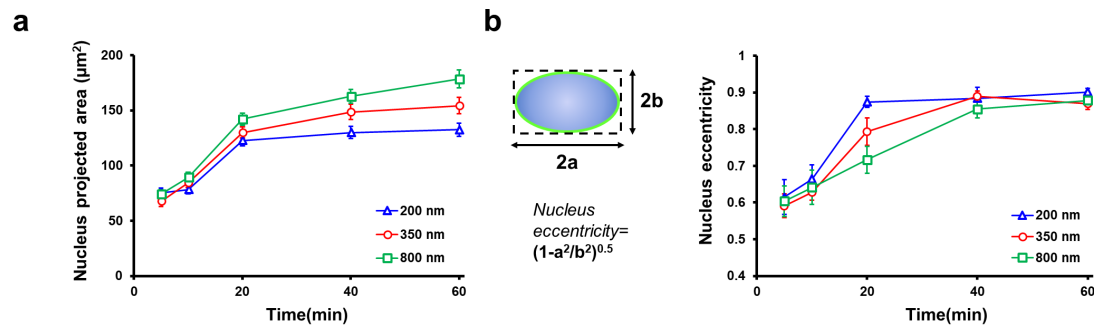 a
Nucleus projected area (μm²)
200
150
100
50
0
0
20
40
60
Time(min)
200 nm
350 nm
800 nm
b
2b
2a
Nucleus
eccentricity=
(1-a²/b²)⁰·⁵
Nucleus eccentricity
1
0.9
0.8
0.7
0.6
0.5
0.4
0
20
40
60
Time(min)
200 nm
350 nm
800 nm